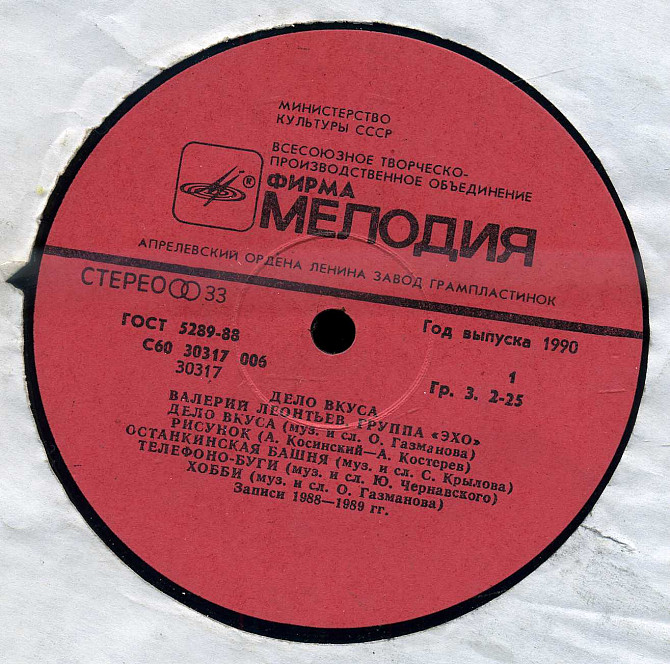 МИНИСТЕРСТВО
КУЛЬТУРЫ СССР
ВСЕСОЮЗНОЕ ТВОРЧЕСКО-
ПРОИЗВОДСТВЕННОЕ ОБЪЕДИНЕНИЕ
ФИРМА
®
МЕЛОДИЯ
АПРЕЛЕВСКИЙ ОРДЕНА ЛЕНИНА ЗАВОД ГРАМПЛАСТИНОК
СТЕРЕО 33
ГОСТ 5289-88
С60 30317 006
30317
Год выпуска 1990
1
Гр. 3. 2-25
ДЕЛО ВКУСА
ВАЛЕРИЙ ЛЕОНТЬЕВ, ГРУППА «ЭХО»
ДЕЛО ВКУСА (муз. и сл. О. Газманова)
РИСУНОК (А. Косинский—А. Костерев)
ОСТАНКИНСКАЯ БАШНЯ (муз. и сл. С. Крылова)
ТЕЛЕФОНО-БУГИ (муз. и сл. Ю. Чернавского)
ХОББИ (муз. и сл. О. Газманова)
Записи 1988—1989 гг.